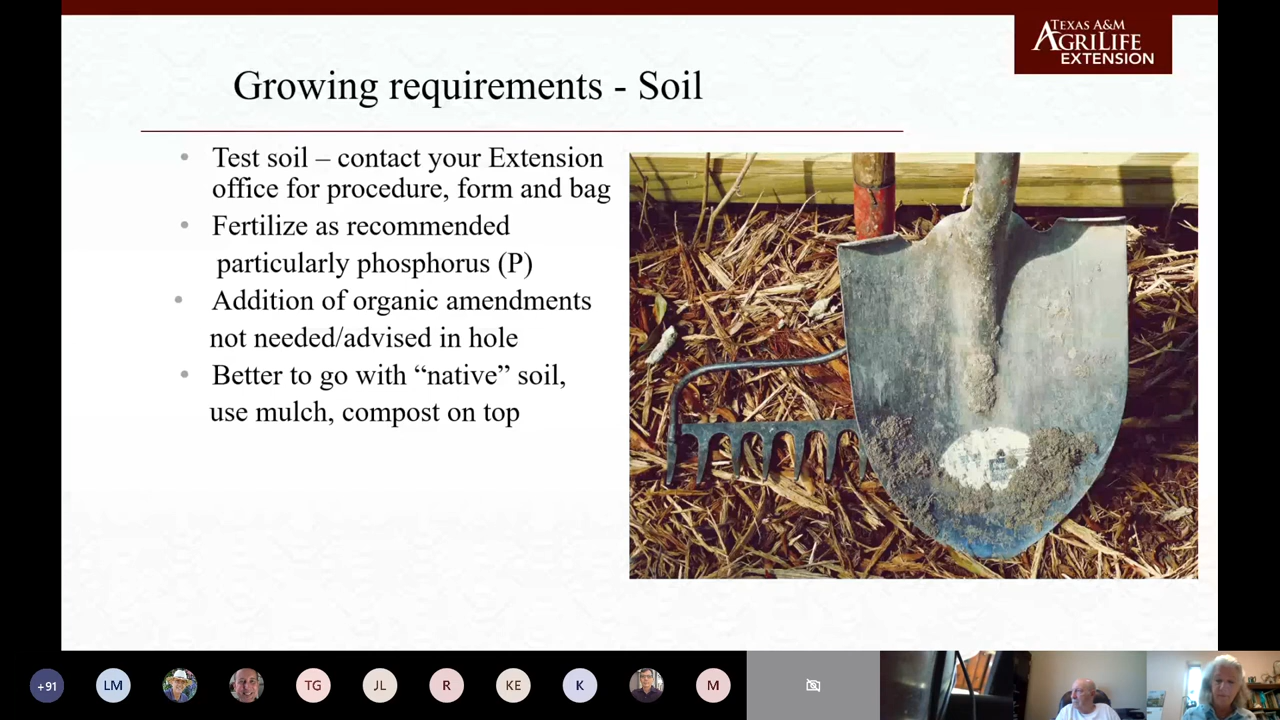 TEXAS A&M
AGRILIFE
EXTENSION
Growing requirements - Soil
• Test soil – contact your Extension
office for procedure, form and bag
• Fertilize as recommended
particularly phosphorus (P)
• Addition of organic amendments
not needed/advised in hole
• Better to go with “native” soil,
use mulch, compost on top
+91
LM
TG
JL
R
KE
K
M